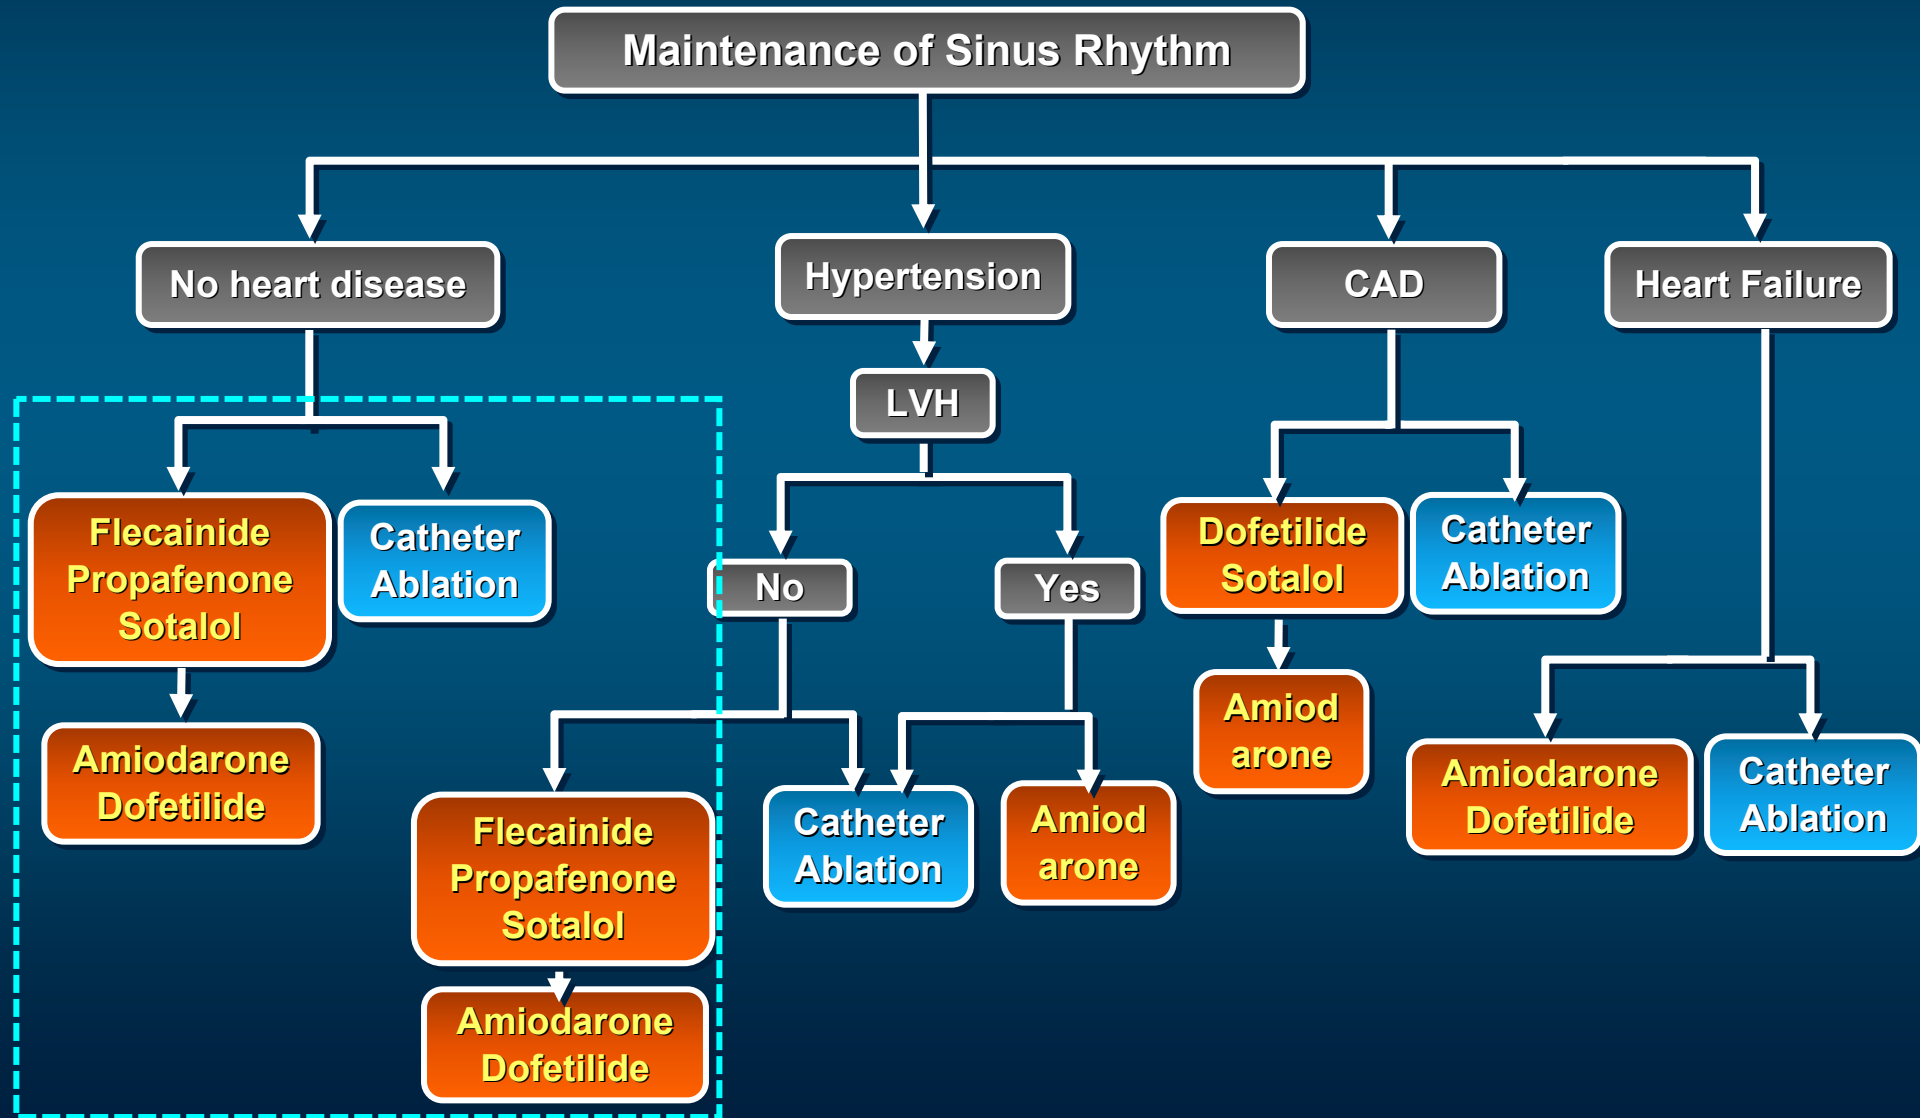 Maintenance of Sinus Rhythm
No heart disease
Hypertension
CAD
Heart Failure
LVH
Flecainide
Propafenone
Sotalol
Catheter
Ablation
No
Yes
Dofetilide
Sotalol
Catheter
Ablation
Amiodarone
Dofetilide
Flecainide
Propafenone
Sotalol
Catheter
Ablation
Amiod
arone
Amiod
arone
Amiodarone
Dofetilide
Catheter
Ablation
Amiodarone
Dofetilide